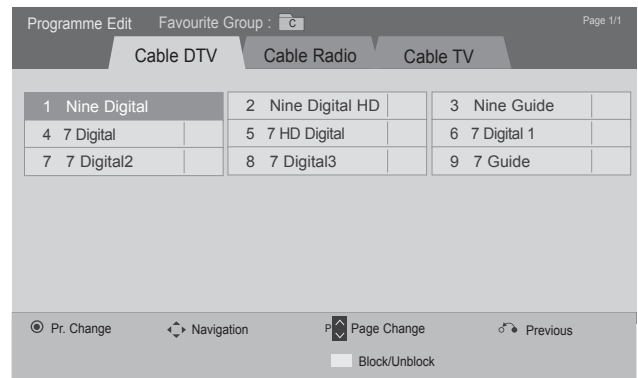 Programme Edit Favourite Group : C Page 1/1
Cable DTV Cable Radio Cable TV
1 Nine Digital 2 Nine Digital HD 3 Nine Guide
4 7 Digital 5 7 HD Digital 6 7 Digital 1
7 7 Digital2 8 7 Digital3 9 7 Guide
Pr. Change Navigation P Page Change Previous
Block/Unblock